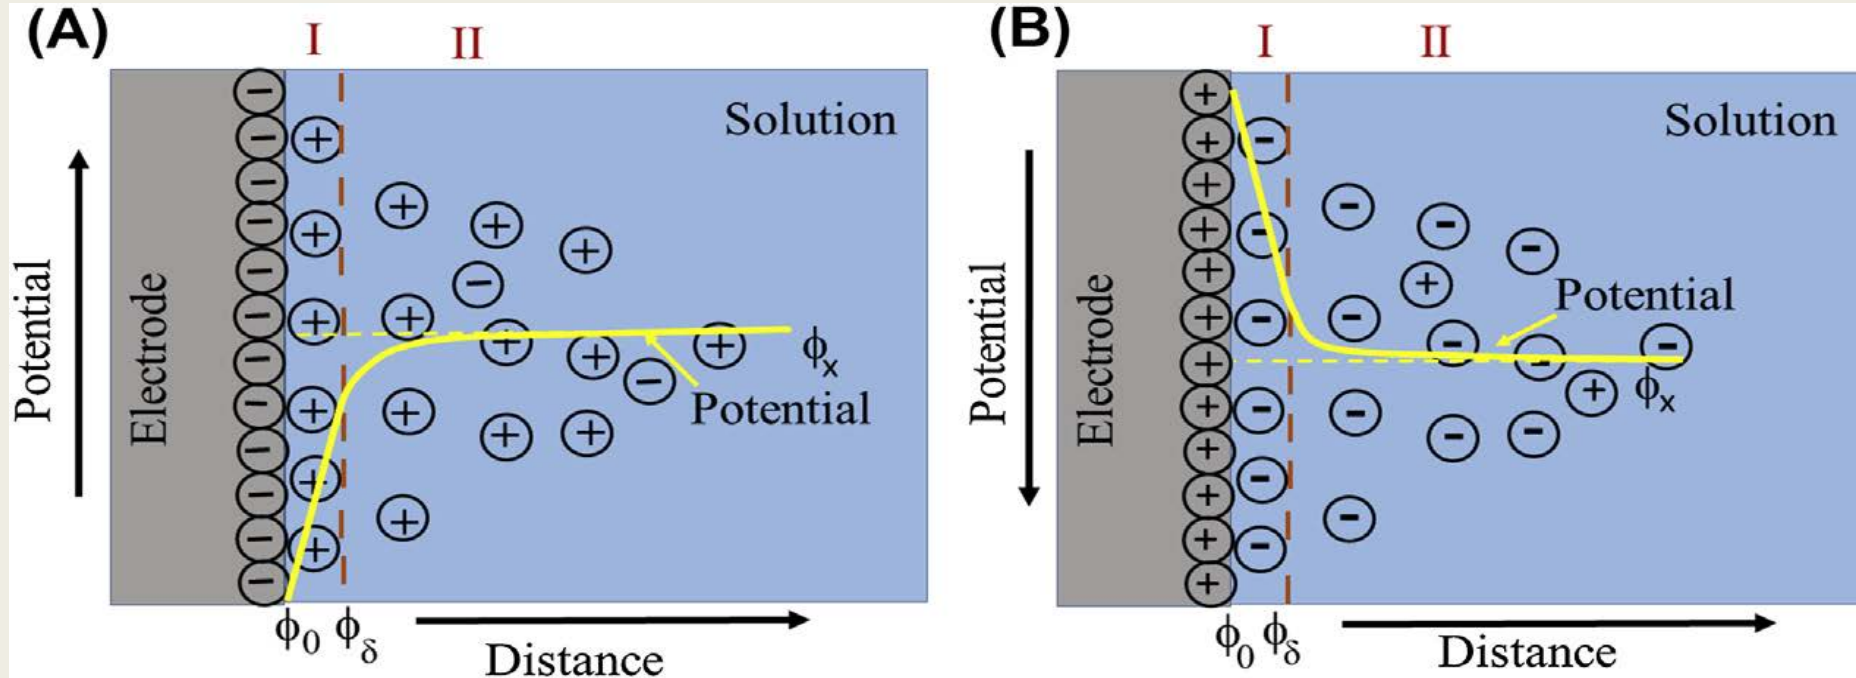 (A)
I
II
Solution
Potential
Electrode
ϕx
Potential
ϕ0 ϕδ
Distance
(B)
I
II
Solution
Potential
Electrode
Potential
ϕx
ϕ0 ϕδ
Distance